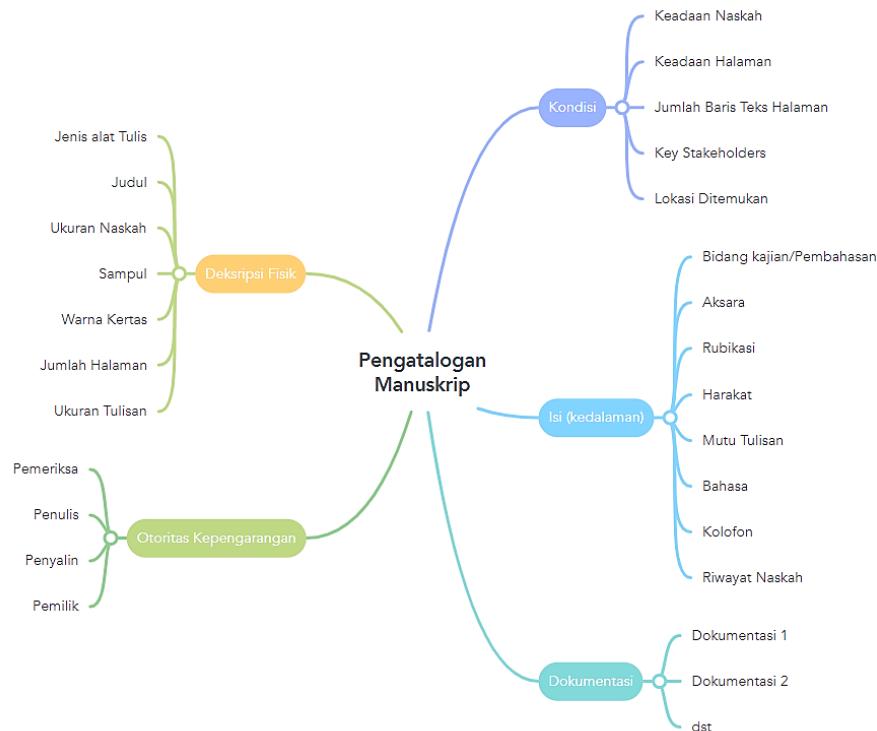 Pengatalogan
Manuskrip
Kondisi
Keadaan Naskah
Keadaan Halaman
Jumlah Baris Teks Halaman
Key Stakeholders
Lokasi Ditemukan
Isi (kedalaman)
Bidang kajian/Pembahasan
Aksara
Rubikasi
Harakat
Mutu Tulisan
Bahasa
Kolofon
Riwayat Naskah
Dokumentasi
Dokumentasi 1
Dokumentasi 2
dst
Deksripsi Fisik
Jenis alat Tulis
Judul
Ukuran Naskah
Sampul
Warna Kertas
Jumlah Halaman
Ukuran Tulisan
Otoritas Kepengarangan
Pemeriksa
Penulis
Penyalin
Pemilik